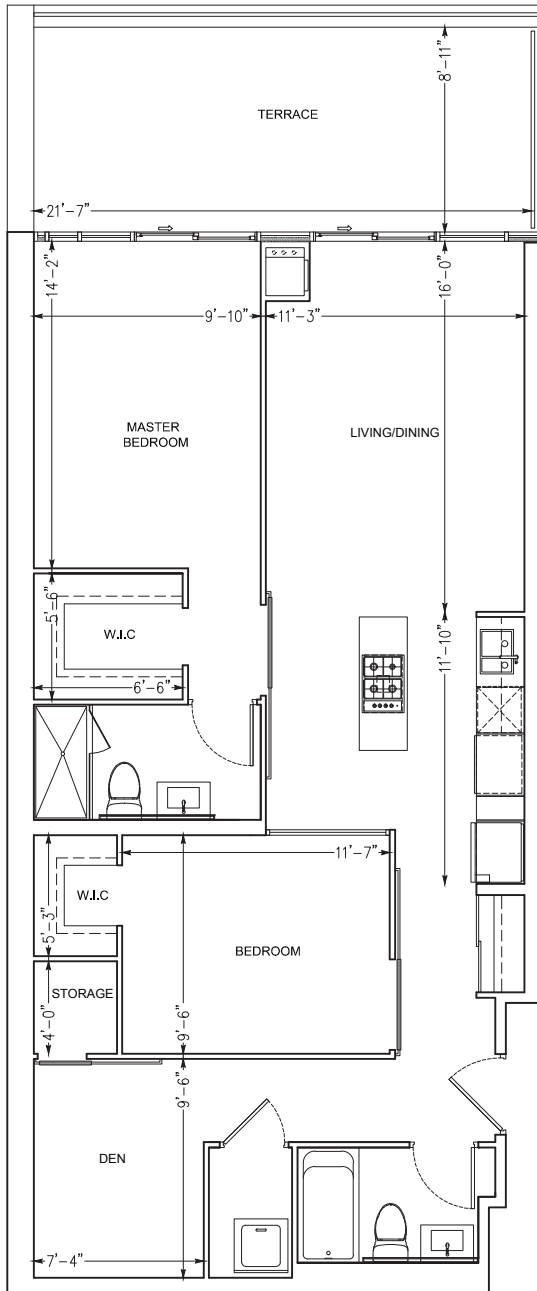 8'-11"
TERRACE
21'-7"
14'-2"
16'-0"
9'-10"
11'-3"
MASTER
BEDROOM
LIVING/DINING
5'-6"
W.I.C
11'-10"
6'-6"
11'-7"
5'-3"
W.I.C
BEDROOM
STORAGE
4'-0"
9'-6"
9'-6"
DEN
7'-4"